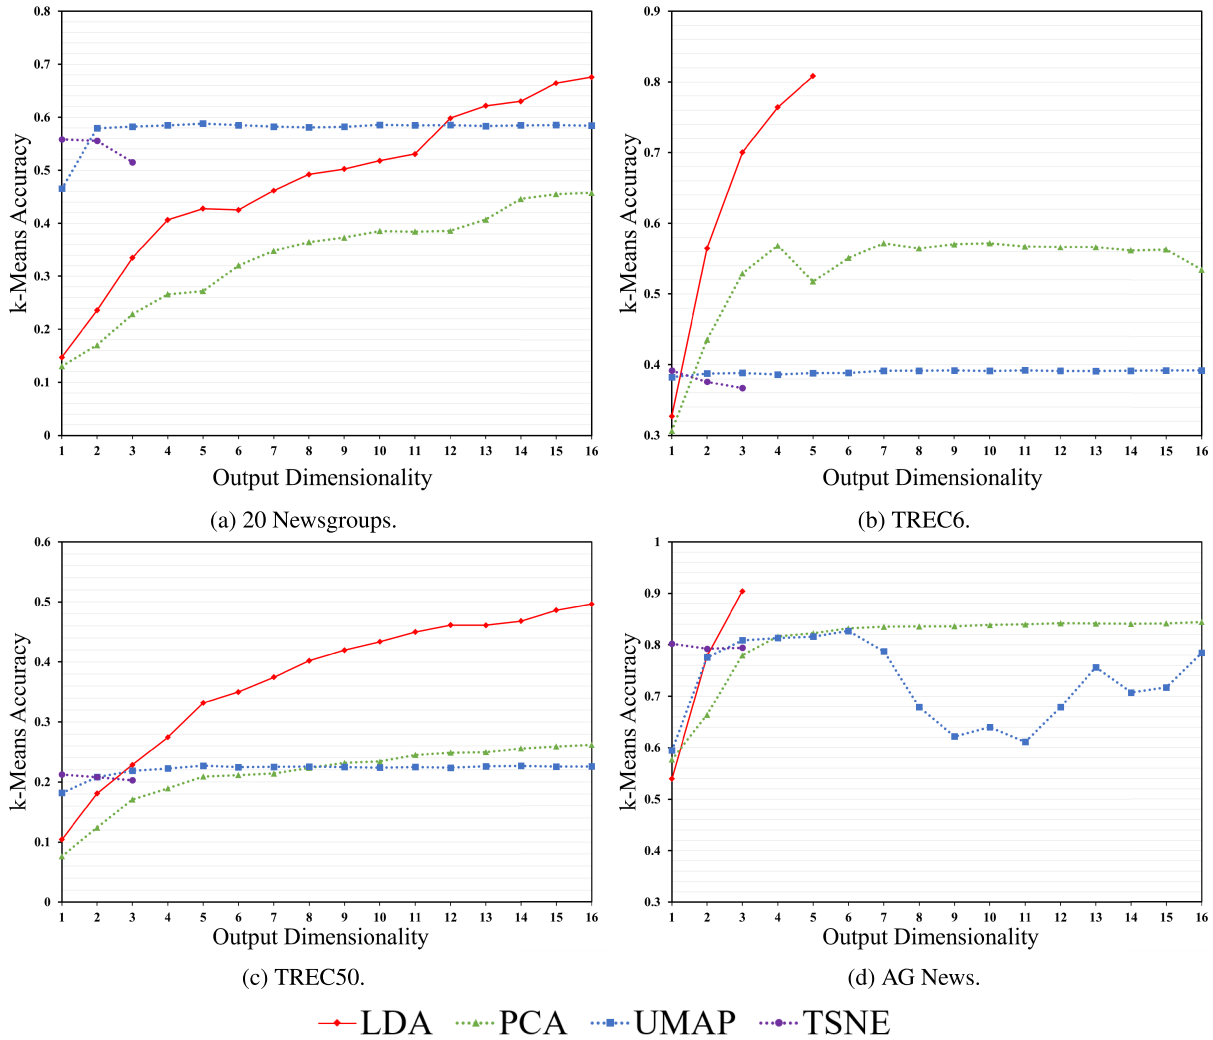 0.8
0.7
0.6
0.5
0.4
0.3
0.2
0.1
0
k-Means Accuracy
1 2 3 4 5 6 7 8 9 10 11 12 13 14 15 16
Output Dimensionality
(a) 20 Newsgroups.
0.9
0.8
0.7
0.6
0.5
0.4
0.3
k-Means Accuracy
1 2 3 4 5 6 7 8 9 10 11 12 13 14 15 16
Output Dimensionality
(b) TREC6.
0.6
0.5
0.4
0.3
0.2
0.1
0
k-Means Accuracy
1 2 3 4 5 6 7 8 9 10 11 12 13 14 15 16
Output Dimensionality
(c) TREC50.
1
0.9
0.8
0.7
0.6
0.5
0.4
0.3
k-Means Accuracy
1 2 3 4 5 6 7 8 9 10 11 12 13 14 15 16
Output Dimensionality
(d) AG News.
LDA PCA UMAP TSNE